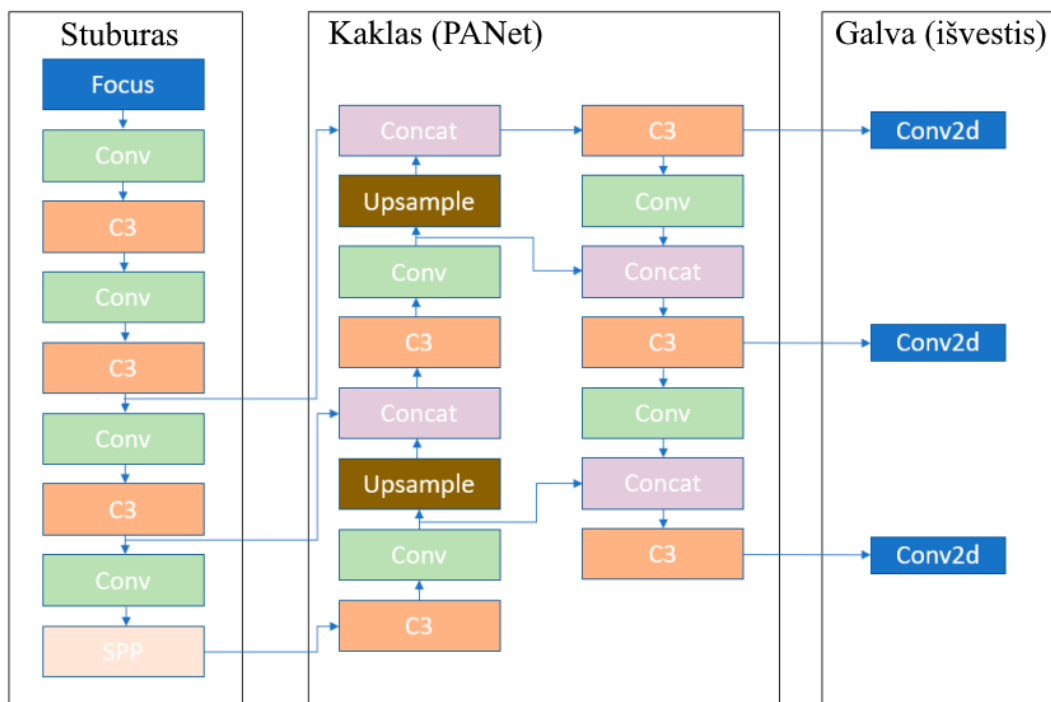 Stuburas
Focus
Conv
C3
Conv
C3
Conv
C3
Conv
SPP
Kaklas (PANet)
Concat
Upsample
Conv
C3
Concat
Upsample
Conv
C3
C3
Conv
Concat
C3
Conv
Concat
C3
Galva (išvestis)
Conv2d
Conv2d
Conv2d